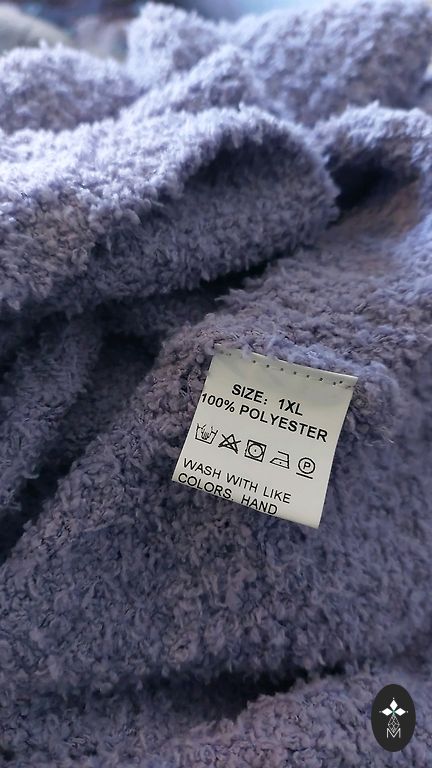 SIZE: 1XL
100% POLYESTER
P
WASH WITH LIKE
COLORS, HAND
M